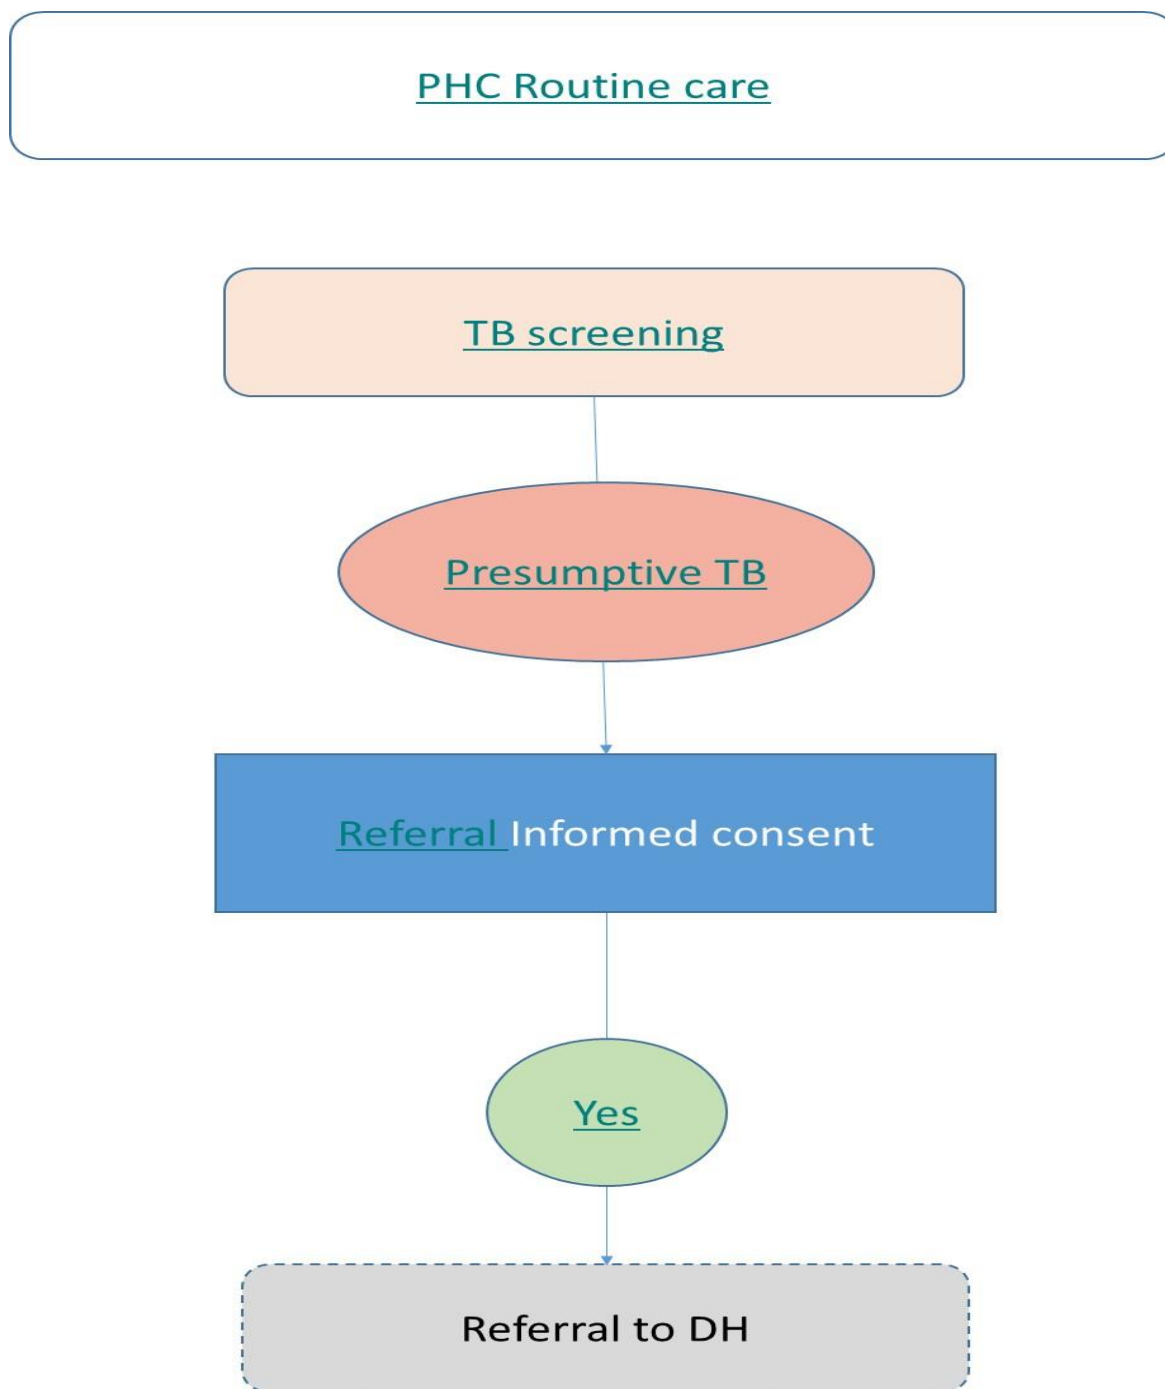 PHC Routine care
TB screening
Presumptive TB
Referral Informed consent
Yes
Referral to DH